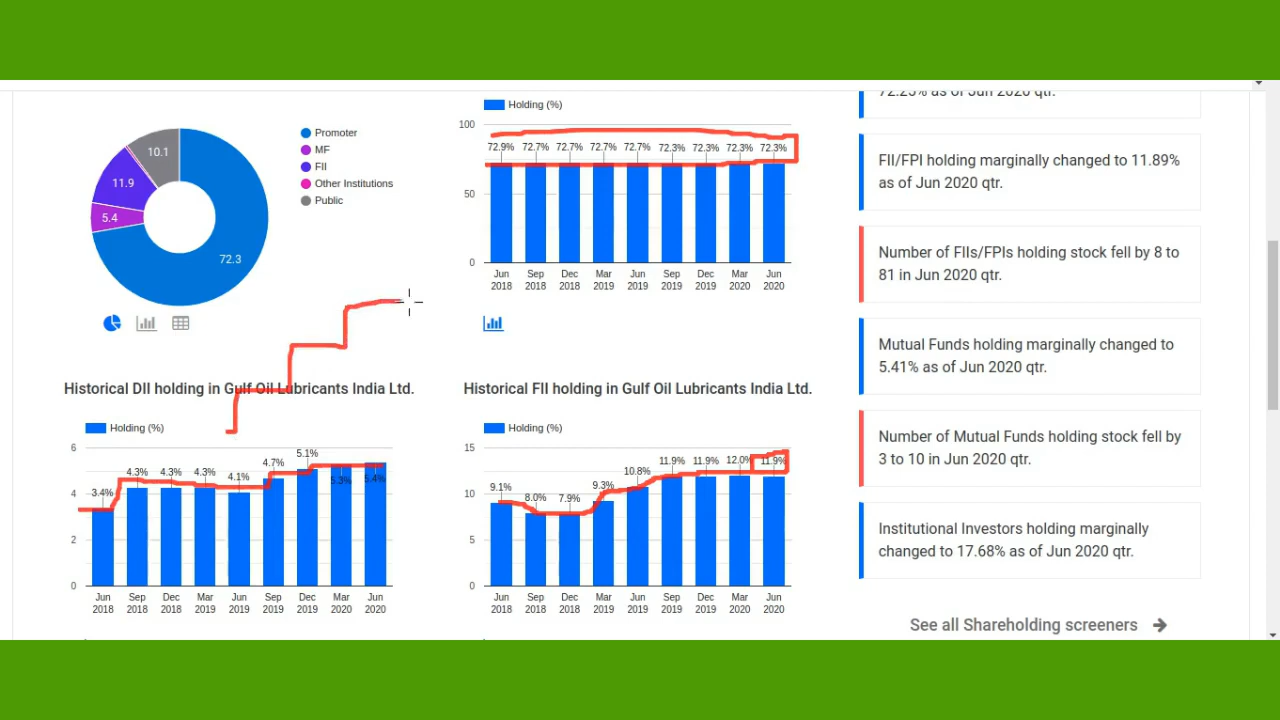 Promoter
MF
FII
Other Institutions
Public
10.1
11.9
5.4
72.3
Holding (%)
100
50
0
72.9% 72.7% 72.7% 72.7% 72.7% 72.3% 72.3% 72.3% 72.3%
Jun 2018 Sep 2018 Dec 2018 Mar 2019 Jun 2019 Sep 2019 Dec 2019 Mar 2020 Jun 2020
Historical DII holding in Gulf Oil Lubricants India Ltd.
Holding (%)
6
4
2
0
3.4% 4.3% 4.3% 4.3% 4.1% 4.7% 5.1% 5.3% 5.4%
Jun 2018 Sep 2018 Dec 2018 Mar 2019 Jun 2019 Sep 2019 Dec 2019 Mar 2020 Jun 2020
Historical FII holding in Gulf Oil Lubricants India Ltd.
Holding (%)
15
10
5
0
9.1% 8.0% 7.9% 9.3% 10.8% 11.9% 11.9% 12.0% 11.9%
Jun 2018 Sep 2018 Dec 2018 Mar 2019 Jun 2019 Sep 2019 Dec 2019 Mar 2020 Jun 2020
as of Jun 2020 qtr.
FII/FPI holding marginally changed to 11.89%
as of Jun 2020 qtr.
Number of FIIs/FPIs holding stock fell by 8 to
81 in Jun 2020 qtr.
Mutual Funds holding marginally changed to
5.41% as of Jun 2020 qtr.
Number of Mutual Funds holding stock fell by
3 to 10 in Jun 2020 qtr.
Institutional Investors holding marginally
changed to 17.68% as of Jun 2020 qtr.
See all Shareholding screeners